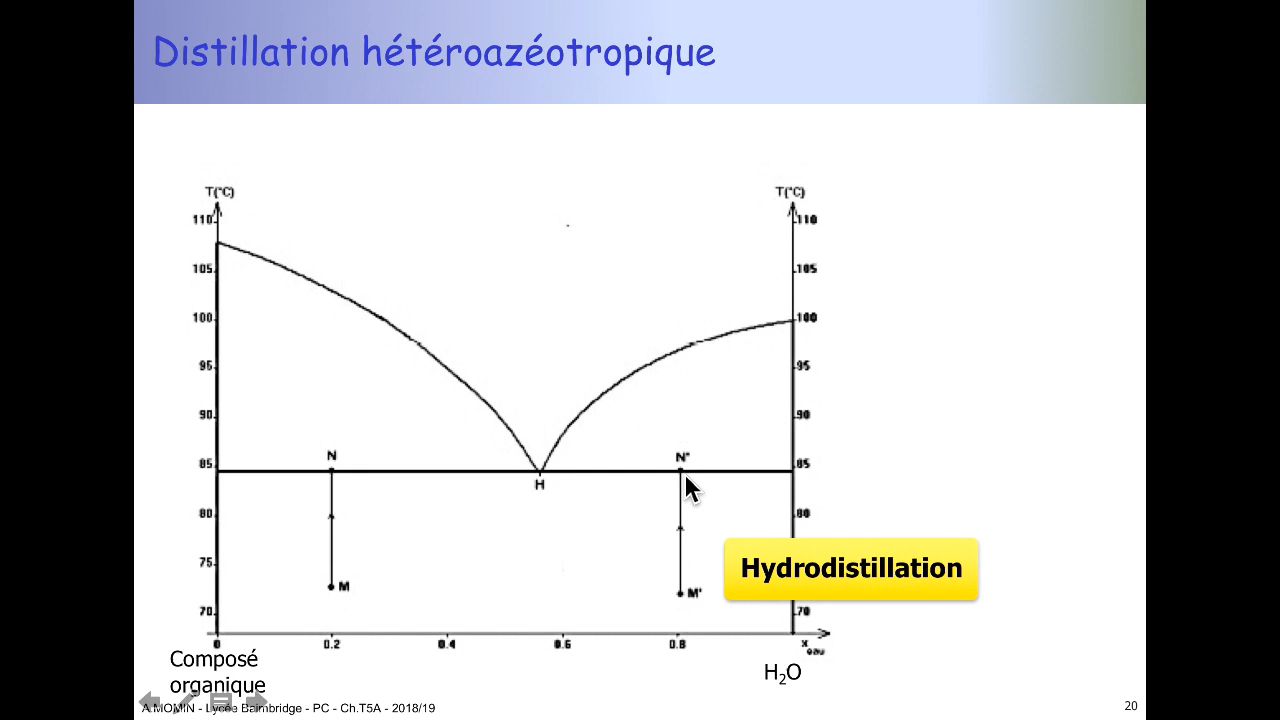 Distillation hétéroazéotropique
T(°C) T(°C)
110 110
105 105
100 100
95 95
90 90
85 85
N N'
H
80 80
Hydrodistillation
75
M M'
70 70
0 0.2 0.4 0.6 0.8 x eau
Composé
organique
H₂O
A.MOMIN - Lycée Baimbridge - PC - Ch.T5A - 2018/19
20